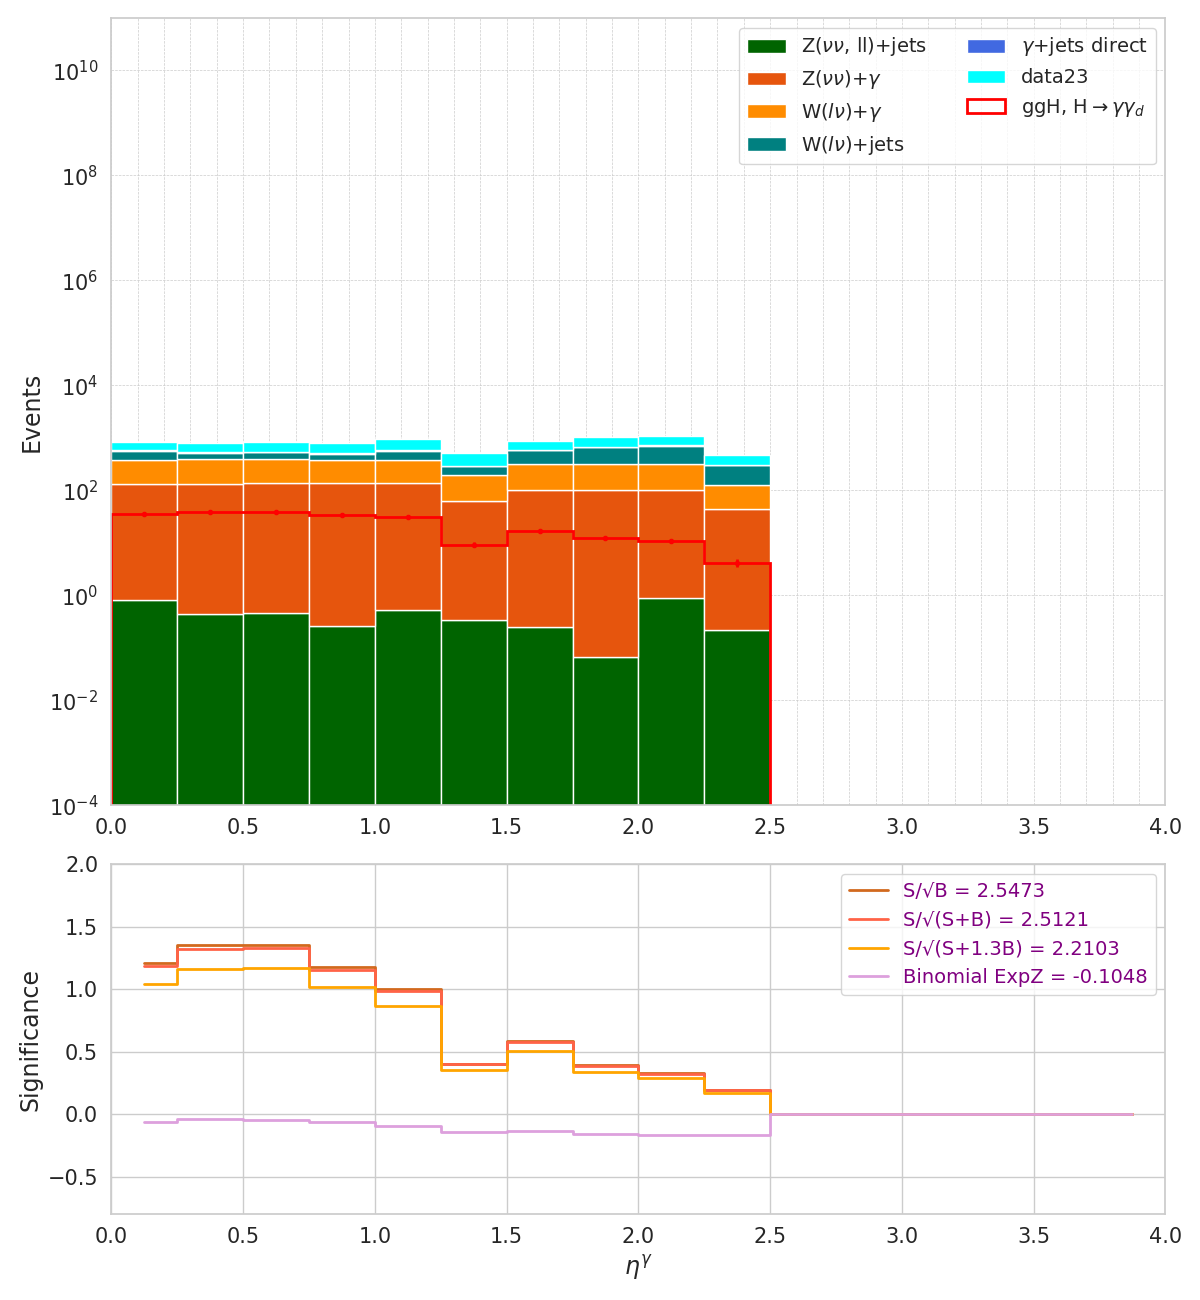 Z(νν, ll)+jets
Z(νν)+γ
W(lν)+γ
W(lν)+jets
γ+jets direct
data23
ggH, H→γγ_d
10^10
10^8
10^6
10^4
10^2
10^0
10^−2
10^−4
Events
0.0 0.5 1.0 1.5 2.0 2.5 3.0 3.5 4.0
S/√B = 2.5473
S/√(S+B) = 2.5121
S/√(S+1.3B) = 2.2103
Binomial ExpZ = -0.1048
2.0
1.5
1.0
0.5
0.0
−0.5
Significance
0.0 0.5 1.0 1.5 2.0 2.5 3.0 3.5 4.0
η^γ